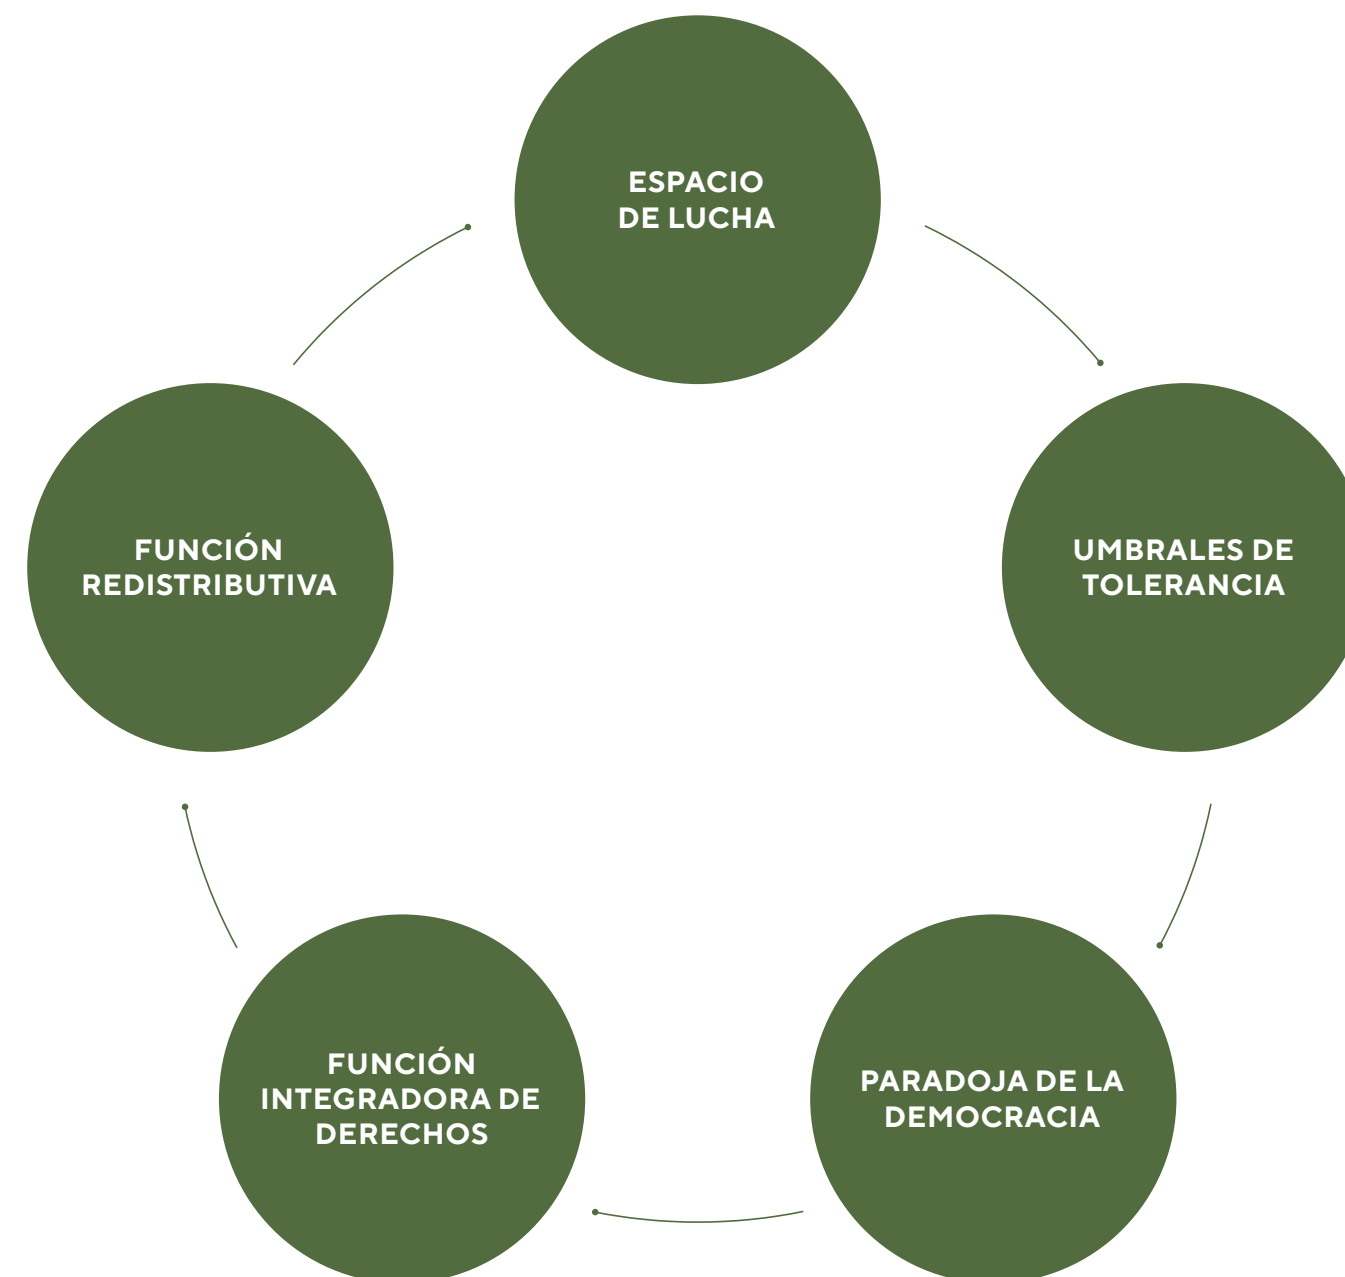 ESPACIO
DE LUCHA
UMBRALES DE
TOLERANCIA
PARADOJA DE LA
DEMOCRACIA
FUNCIÓN
INTEGRADORA DE
DERECHOS
FUNCIÓN
REDISTRIBUTIVA